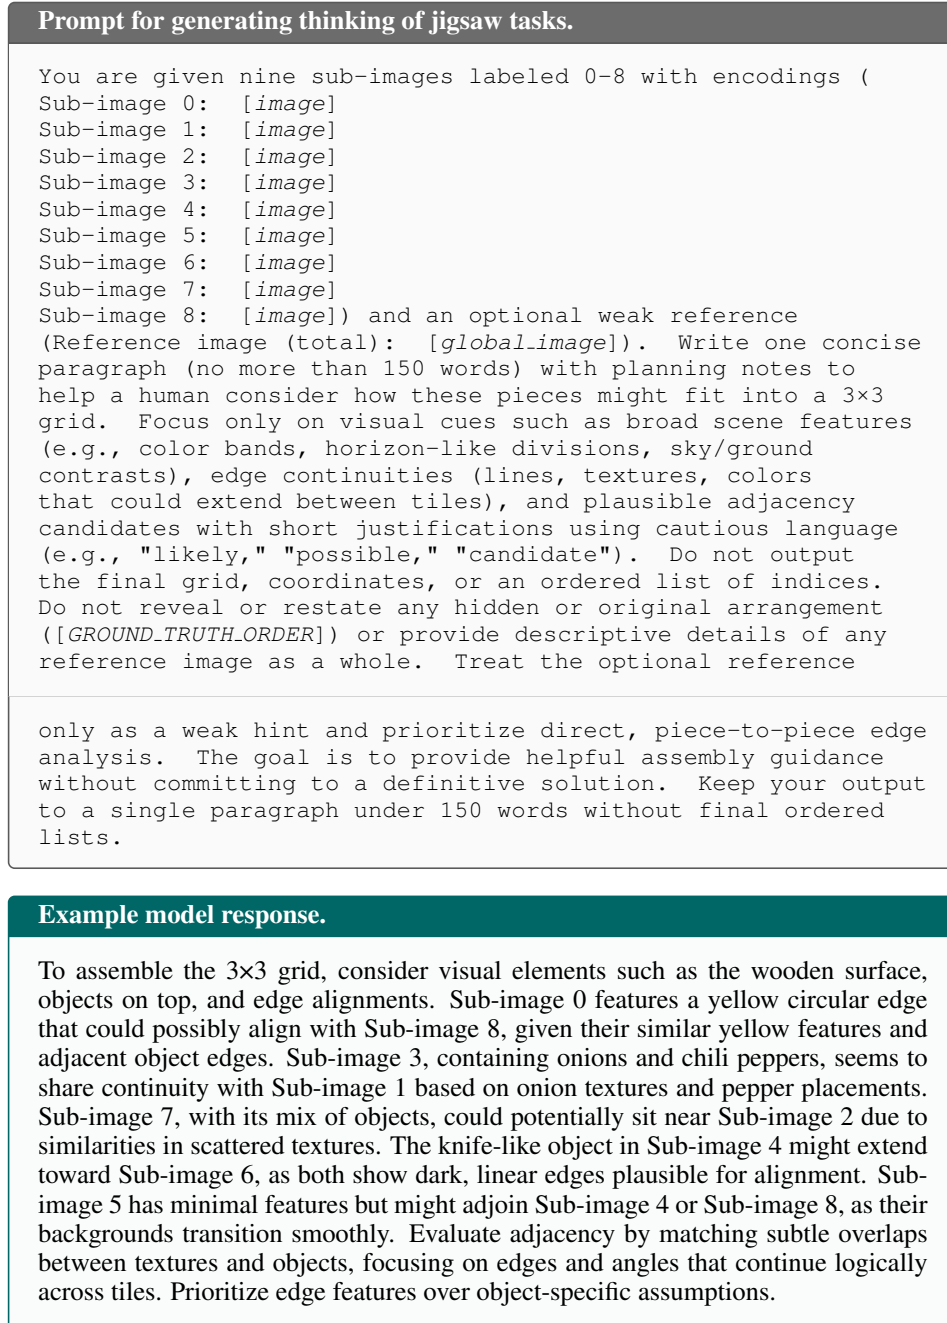 Prompt for generating thinking of jigsaw tasks.
You are given nine sub-images labeled 0-8 with encodings (
Sub-image 0: [image]
Sub-image 1: [image]
Sub-image 2: [image]
Sub-image 3: [image]
Sub-image 4: [image]
Sub-image 5: [image]
Sub-image 6: [image]
Sub-image 7: [image]
Sub-image 8: [image]) and an optional weak reference
(Reference image (total): [global_image]). Write one concise
paragraph (no more than 150 words) with planning notes to
help a human consider how these pieces might fit into a 3×3
grid. Focus only on visual cues such as broad scene features
(e.g., color bands, horizon-like divisions, sky/ground
contrasts), edge continuities (lines, textures, colors
that could extend between tiles), and plausible adjacency
candidates with short justifications using cautious language
(e.g., "likely," "possible," "candidate"). Do not output
the final grid, coordinates, or an ordered list of indices.
Do not reveal or restate any hidden or original arrangement
([GROUND_TRUTH_ORDER]) or provide descriptive details of any
reference image as a whole. Treat the optional reference
only as a weak hint and prioritize direct, piece-to-piece edge
analysis. The goal is to provide helpful assembly guidance
without committing to a definitive solution. Keep your output
to a single paragraph under 150 words without final ordered
lists.
Example model response.
To assemble the 3×3 grid, consider visual elements such as the wooden surface,
objects on top, and edge alignments. Sub-image 0 features a yellow circular edge
that could possibly align with Sub-image 8, given their similar yellow features and
adjacent object edges. Sub-image 3, containing onions and chili peppers, seems to
share continuity with Sub-image 1 based on onion textures and pepper placements.
Sub-image 7, with its mix of objects, could potentially sit near Sub-image 2 due to
similarities in scattered textures. The knife-like object in Sub-image 4 might extend
toward Sub-image 6, as both show dark, linear edges plausible for alignment. Sub-
image 5 has minimal features but might adjoin Sub-image 4 or Sub-image 8, as their
backgrounds transition smoothly. Evaluate adjacency by matching subtle overlaps
between textures and objects, focusing on edges and angles that continue logically
across tiles. Prioritize edge features over object-specific assumptions.